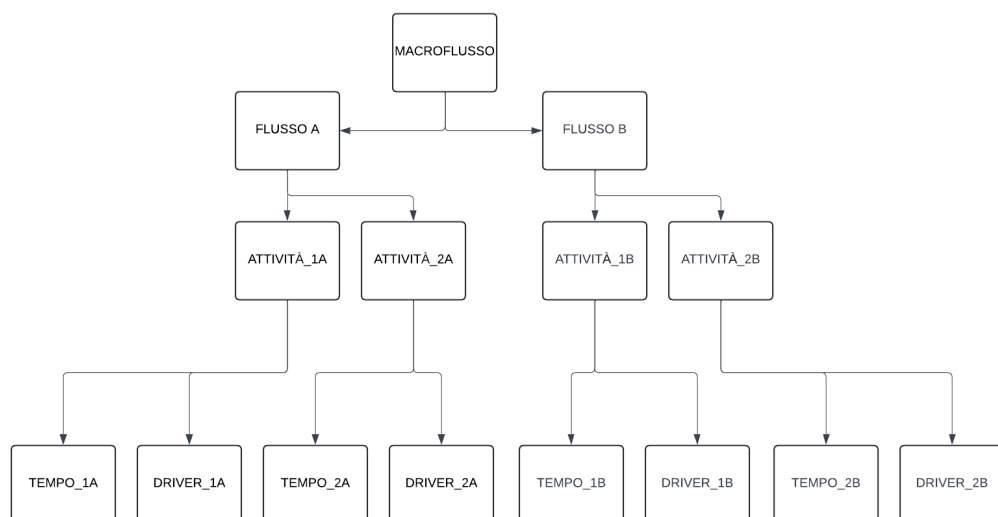 MACROFLUSSO
FLUSSO A
FLUSSO B
ATTIVITÀ_1A
ATTIVITÀ_2A
ATTIVITÀ_1B
ATTIVITÀ_2B
TEMPO_1A
DRIVER_1A
TEMPO_2A
DRIVER_2A
TEMPO_1B
DRIVER_1B
TEMPO_2B
DRIVER_2B